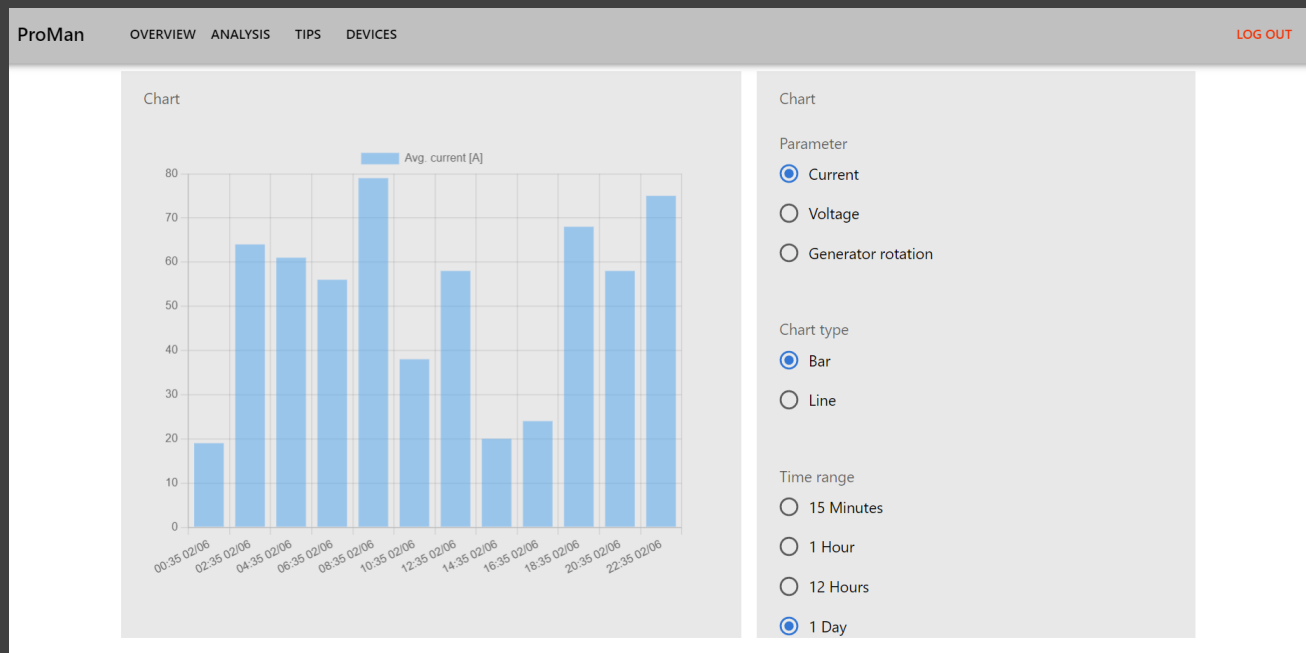 ProMan OVERVIEW ANALYSIS TIPS DEVICES LOG OUT
Chart
Avg. current [A]
80
70
60
50
40
30
20
10
0
00:35 02/06 02:35 02/06 04:35 02/06 06:35 02/06 08:35 02/06 10:35 02/06 12:35 02/06 14:35 02/06 16:35 02/06 18:35 02/06 20:35 02/06 22:35 02/06
Chart
Parameter
Current
Voltage
Generator rotation
Chart type
Bar
Line
Time range
15 Minutes
1 Hour
12 Hours
1 Day